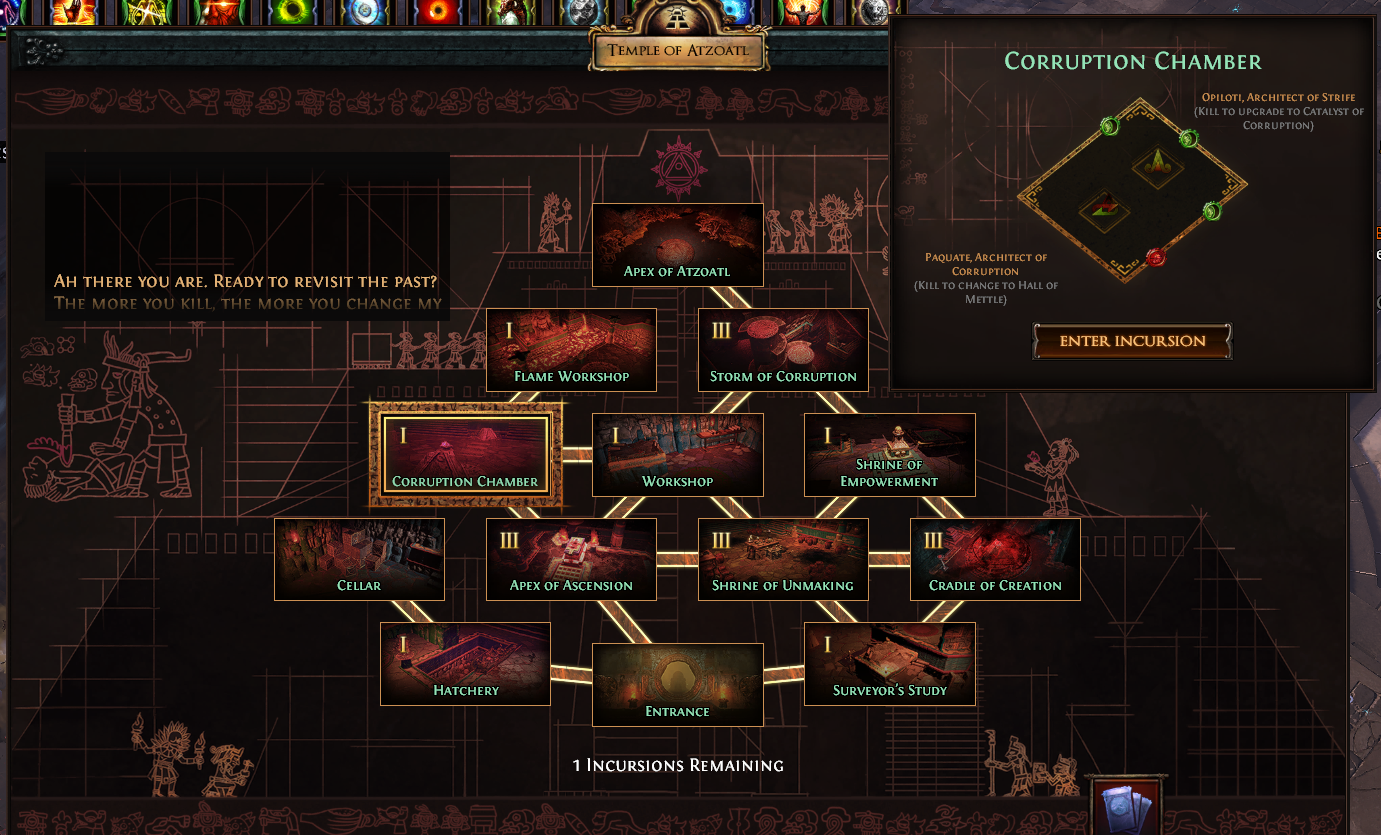 Temple of Atzoatl
Corruption Chamber
Opiloti, Architect of Strife
(Kill to upgrade to Catalyst of
Corruption)
Paquate, Architect of
Corruption
(Kill to change to Hall of
Mettle)
Enter Incursion
Ah there you are. Ready to revisit the past?
The more you kill, the more you change my
Apex of Atzoatl
I
Flame Workshop
III
Storm of Corruption
I
Corruption Chamber
I
Workshop
I
Shrine of
Empowerment
Cellar
III
Apex of Ascension
III
Shrine of Unmaking
III
Cradle of Creation
I
Hatchery
Entrance
I
Surveyor's Study
1 Incursions Remaining